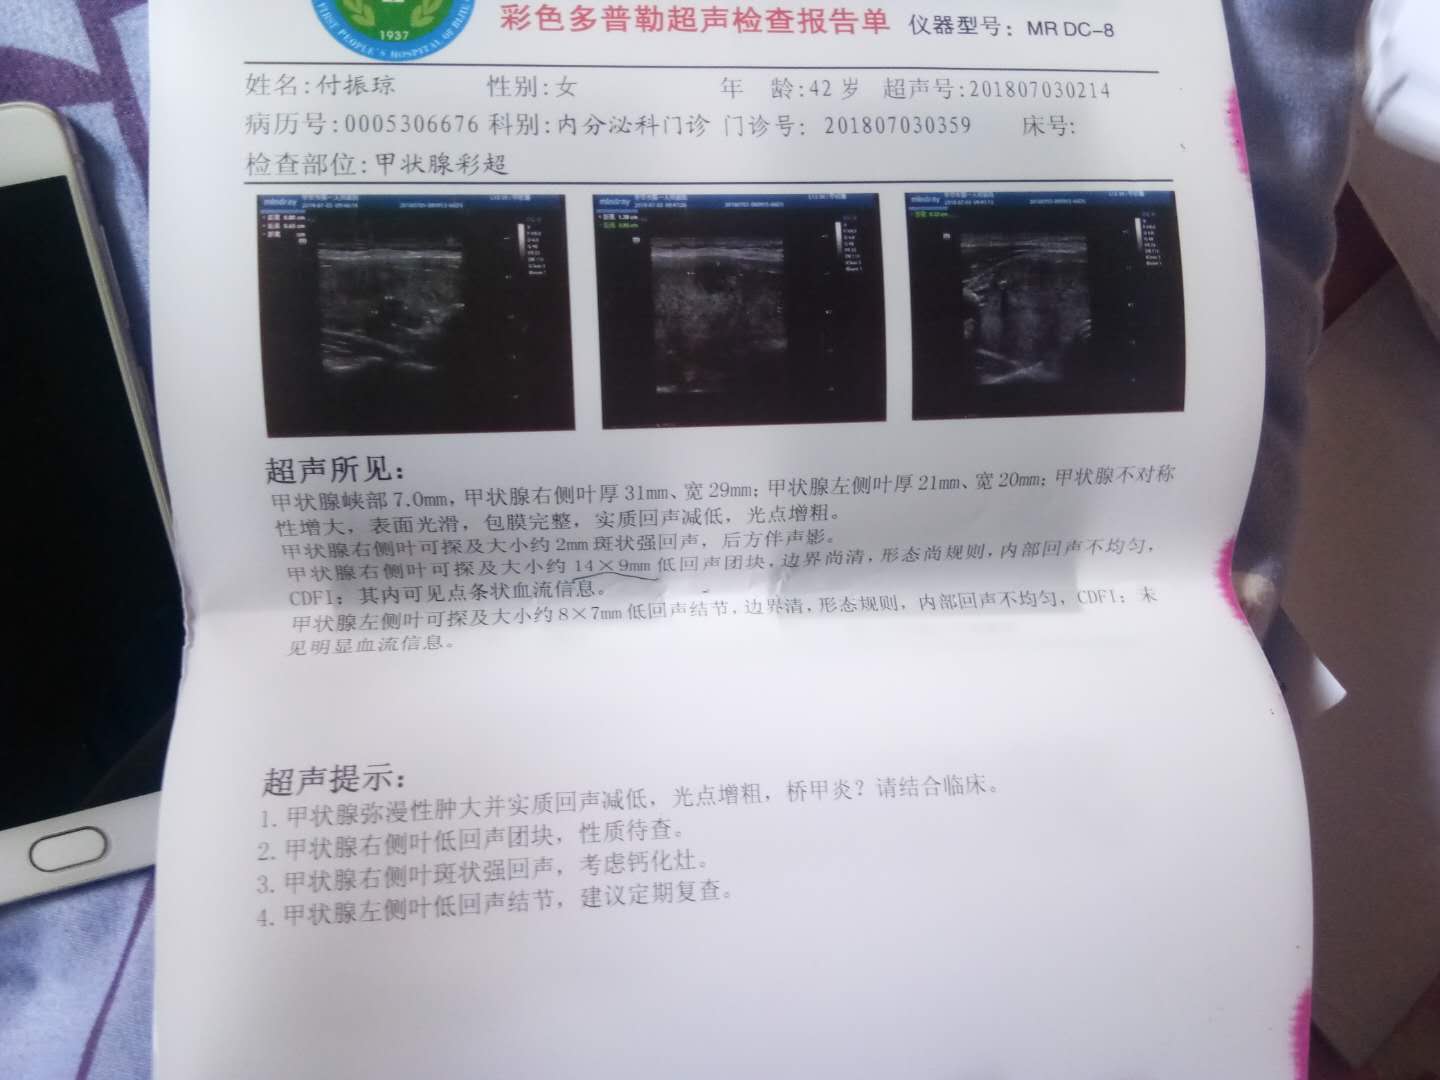 1937
FIRST PEOPLE'S HOSPITAL OF BIJIE
彩色多普勒超声检查报告单 仪器型号：MR DC-8
姓名:付振琼 性别:女 年 龄:42 岁 超声号:201807030214
病历号:0005306676 科别:内分泌科门诊 门诊号: 201807030359 床号:
检查部位:甲状腺彩超
mindray
mindray
mindray
超声所见：
甲状腺峡部 7.0mm，甲状腺右侧叶厚 31mm、宽 29mm；甲状腺左侧叶厚 21mm、宽 20mm；甲状腺不对称
性增大，表面光滑，包膜完整，实质回声减低，光点增粗。
甲状腺右侧叶可探及大小约 2mm 斑状强回声，后方伴声影。
甲状腺右侧叶可探及大小约 14×9mm 低回声团块，边界尚清，形态尚规则，内部回声不均匀，
CDFI：其内可见点条状血流信息。
甲状腺左侧叶可探及大小约 8×7mm 低回声结节，边界清，形态规则，内部回声不均匀，CDFI：未
见明显血流信息。
超声提示：
1. 甲状腺弥漫性肿大并实质回声减低，光点增粗，桥甲炎？请结合临床。
2. 甲状腺右侧叶低回声团块，性质待查。
3. 甲状腺右侧叶斑状强回声，考虑钙化灶。
4. 甲状腺左侧叶低回声结节，建议定期复查。